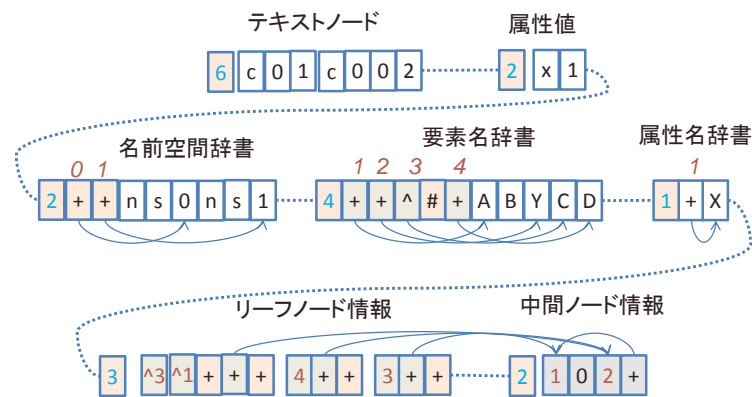 テキストノード 属性値
6 c 0 1 c 0 0 2 2 x 1
名前空間辞書 要素名辞書 属性名辞書
0 1 1 2 3 4 1
2 + + n s 0 n s 1 4 + + ^ # + A B Y C D 1 + X
リーフノード情報 中間ノード情報
3 ^3 ^1 + + + 4 + + 3 + + 2 1 0 2 +